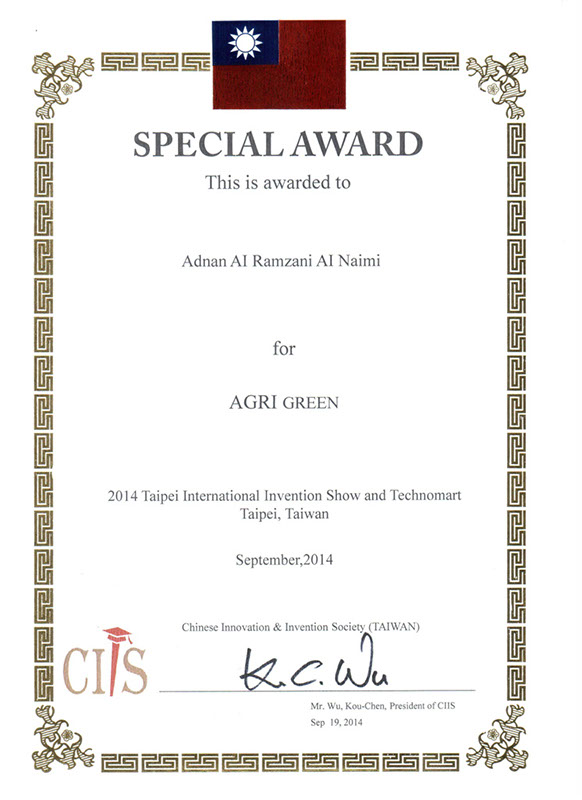 SPECIAL AWARD
This is awarded to
Adnan AI Ramzani AI Naimi
for
AGRI GREEN
2014 Taipei International Invention Show and Technomart
Taipei, Taiwan
September,2014
Chinese Innovation & Invention Society (TAIWAN)
CIIS
K.C. Wu
Mr. Wu, Kou-Chen, President of CIIS
Sep 19, 2014